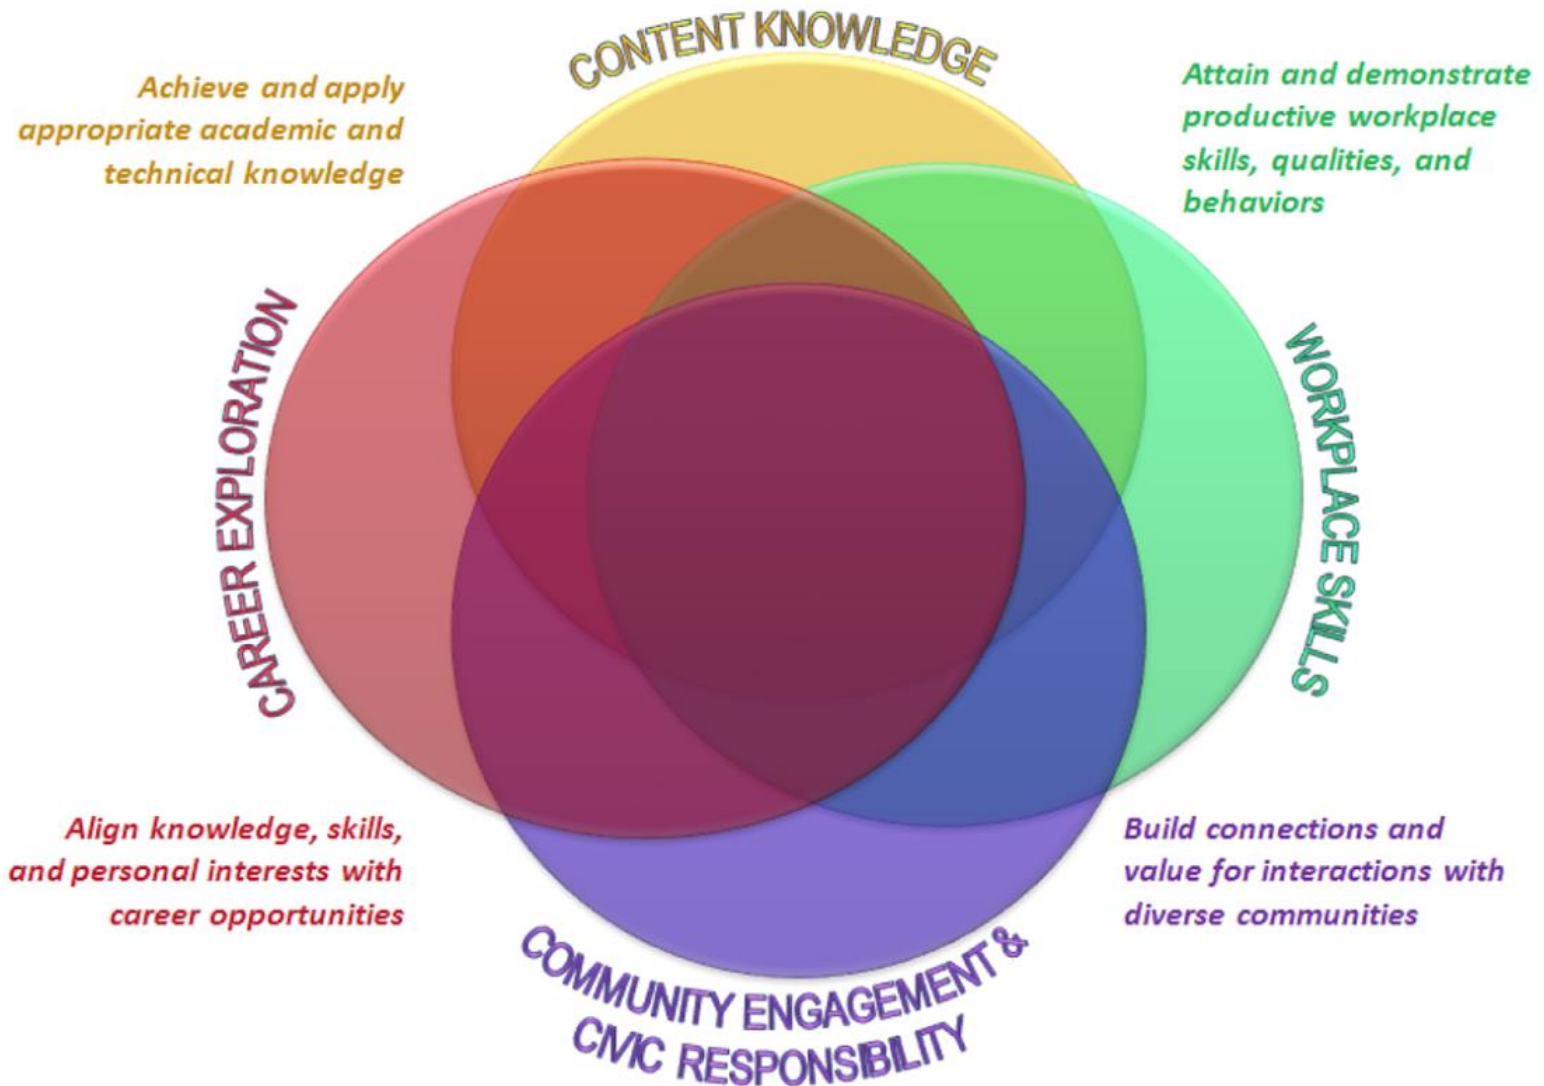 CONTENT KNOWLEDGE
Achieve and apply
appropriate academic and
technical knowledge
Attain and demonstrate
productive workplace
skills, qualities, and
behaviors
CAREER EXPLORATION
WORKPLACE SKILLS
Align knowledge, skills,
and personal interests with
career opportunities
Build connections and
value for interactions with
diverse communities
COMMUNITY ENGAGEMENT &
CIVIC RESPONSIBILITY